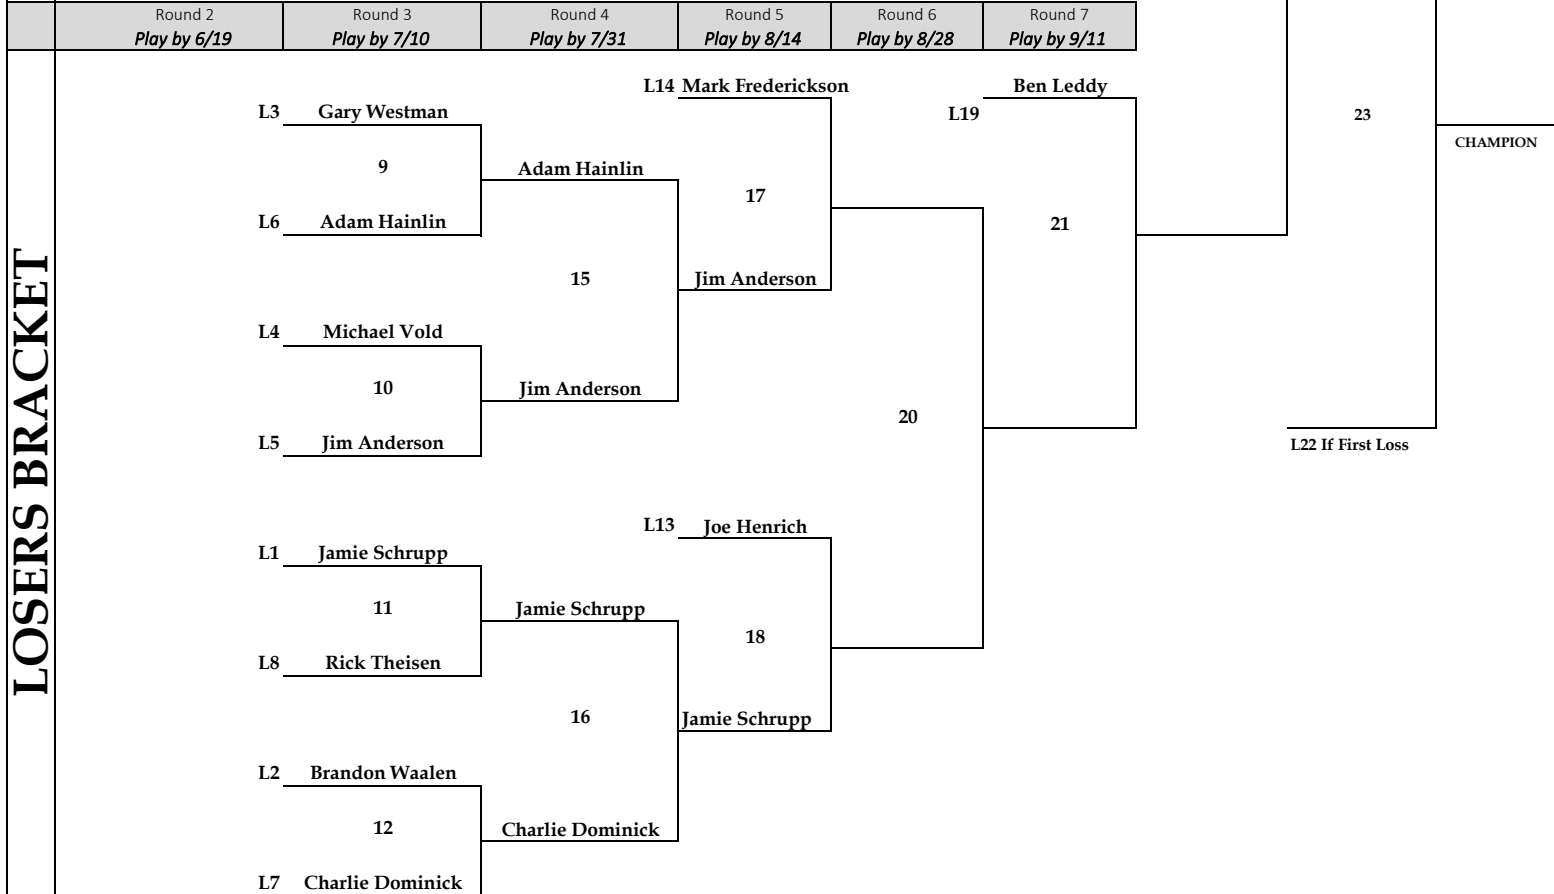 Round 2 Round 3 Round 4 Round 5 Round 6 Round 7
Play by 6/19 Play by 7/10 Play by 7/31 Play by 8/14 Play by 8/28 Play by 9/11
L14 Mark Frederickson Ben Leddy
L3 Gary Westman L19 23
CHAMPION
9 Adam Hainlin
17
L6 Adam Hainlin 21
15 Jim Anderson
L4 Michael Vold
10 Jim Anderson
20
L5 Jim Anderson L22 If First Loss
L13 Joe Henrich
L1 Jamie Schrupp
11 Jamie Schrupp
18
L8 Rick Theisen
16 Jamie Schrupp
L2 Brandon Waalen
12 Charlie Dominick
L7 Charlie Dominick
LOSERS BRACKET